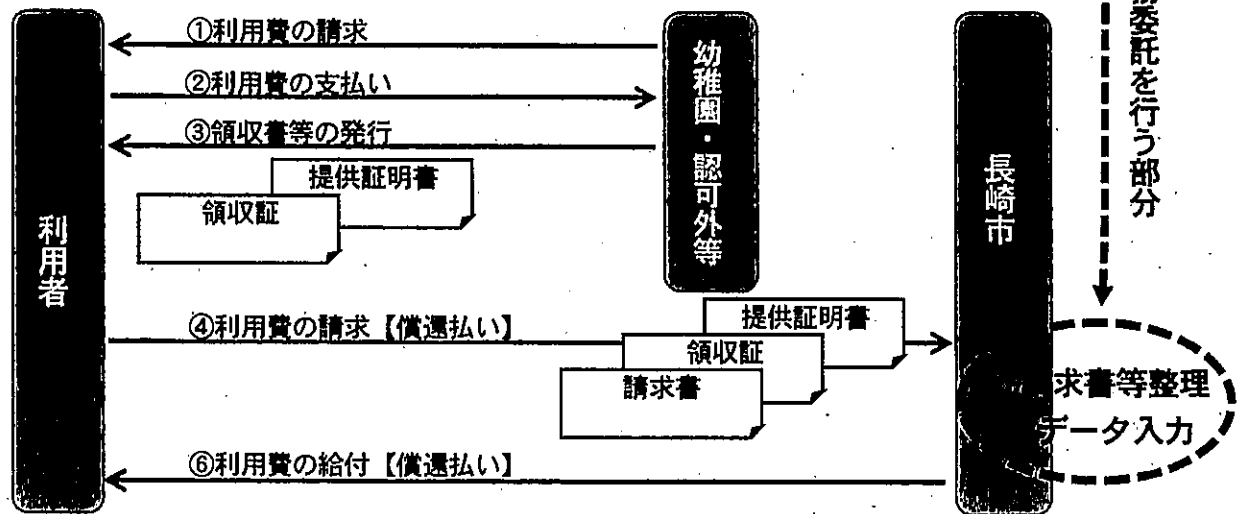 ①利用費の請求
②利用費の支払い
③領収書等の発行
提供証明書
領収証
利用者
幼稚園・認可外等
長崎市
委託を行う部分
④利用費の請求【償還払い】
提供証明書
領収証
請求書
求書等整理
データ入力
⑥利用費の給付【償還払い】